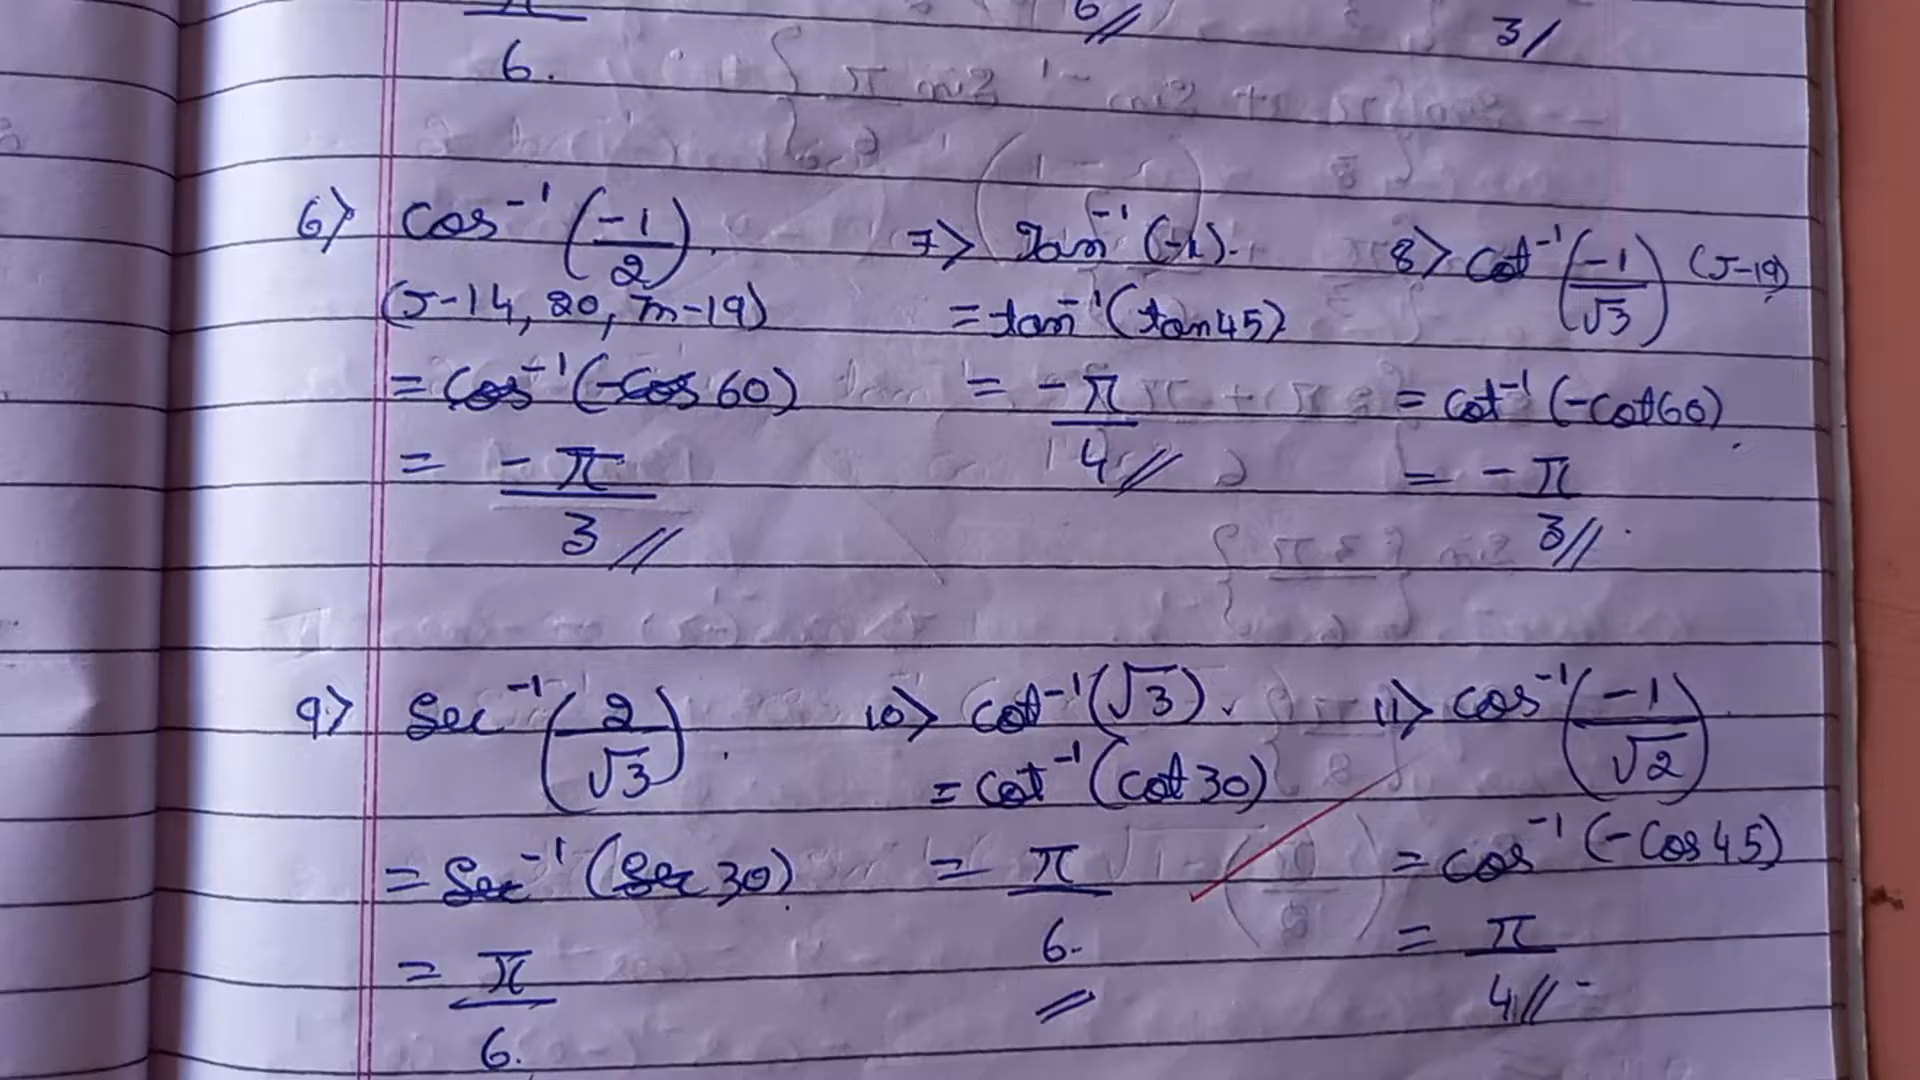 π
6.
6//
3/
6> cos⁻¹(-1/2).
(J-14, 20, m-19)
= cos⁻¹(-cos 60)
= -π/3 //
7> Tan⁻¹(-1).
= tan⁻¹(tan 45)
= -π/4 //
8> cot⁻¹(-1/√3) (J-19)
= cot⁻¹(-cot 60)
= -π
3//.
9> Sec⁻¹(2/√3).
= Sec⁻¹(Sec 30).
= π/6.
10> cot⁻¹(√3).
= cot⁻¹(cot 30)
= π/6.
11> cos⁻¹(-1/√2).
= cos⁻¹(-cos 45)
= π/4 //